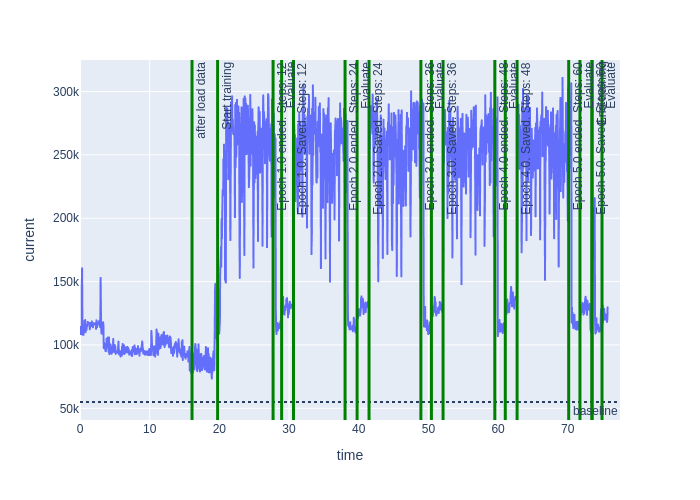 300k
250k
200k
150k
100k
50k
0
10
20
30
40
50
60
70
time
current
after load data
Start training
Epoch 1.0 ended. Steps: 12
Evaluate
Epoch 1.0. Saved. Steps: 12
Epoch 2.0 ended. Steps: 24
Evaluate
Epoch 2.0. Saved. Steps: 24
Epoch 3.0 ended. Steps: 36
Evaluate
Epoch 3.0. Saved. Steps: 36
Epoch 4.0 ended. Steps: 48
Evaluate
Epoch 4.0. Saved. Steps: 48
Epoch 5.0 ended. Steps: 60
Evaluate
Epoch 5.0. Saved. Steps: 60
Evaluate
baseline